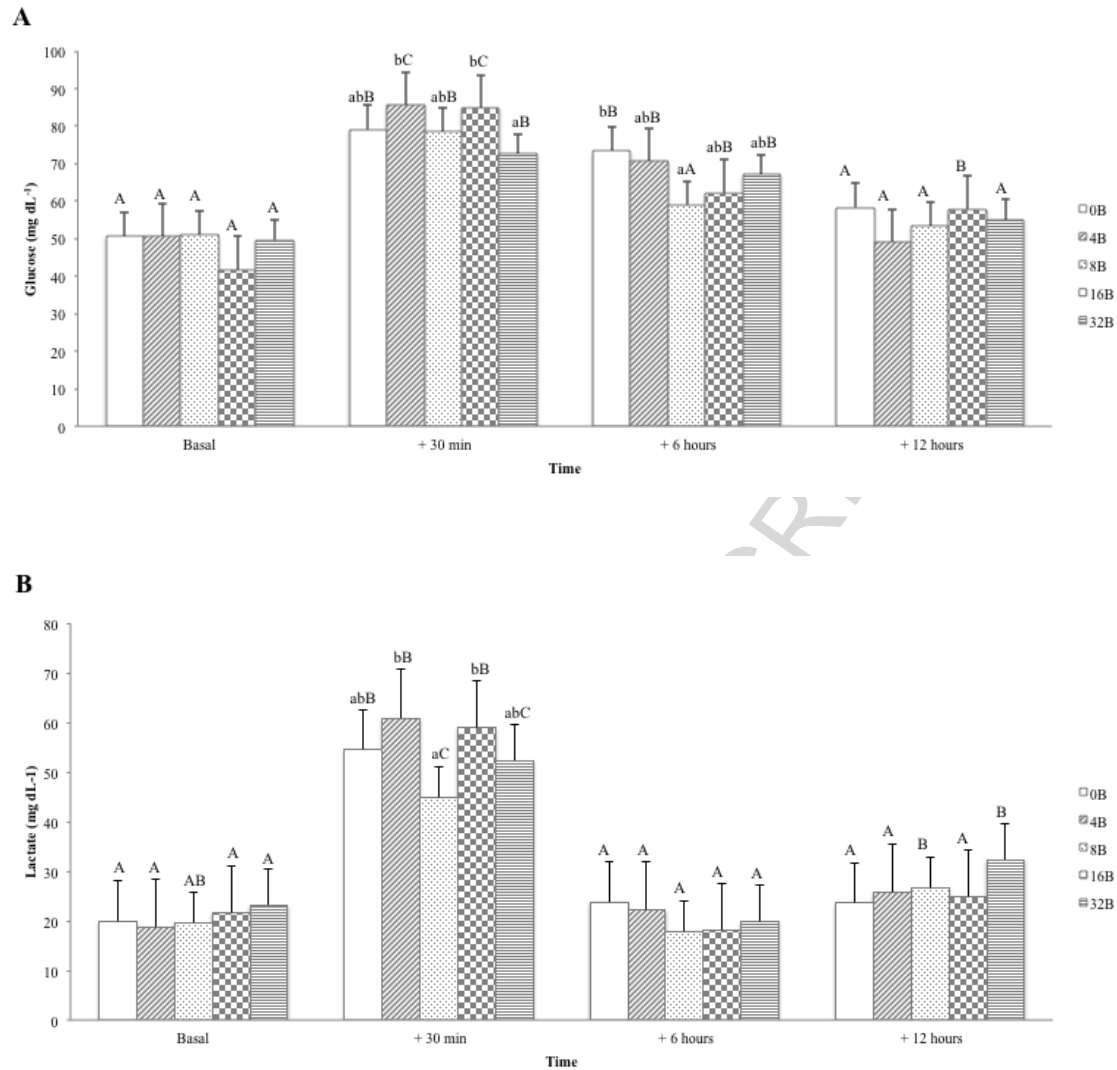 A
100
90
80
70
60
50
40
30
20
10
0
Glucose (mg dL⁻¹)
A A A A A
abB bC abB bC aB
bB abB aA abB abB
A A A B A
Basal + 30 min + 6 hours + 12 hours
Time
0B
4B
8B
16B
32B
CRI
B
80
70
60
50
40
30
20
10
0
Lactate (mg dL-1)
A A AB A A
abB bB aC bB abC
A A A A A
A A B A B
Basal + 30 min + 6 hours + 12 hours
Time
0B
4B
8B
16B
32B